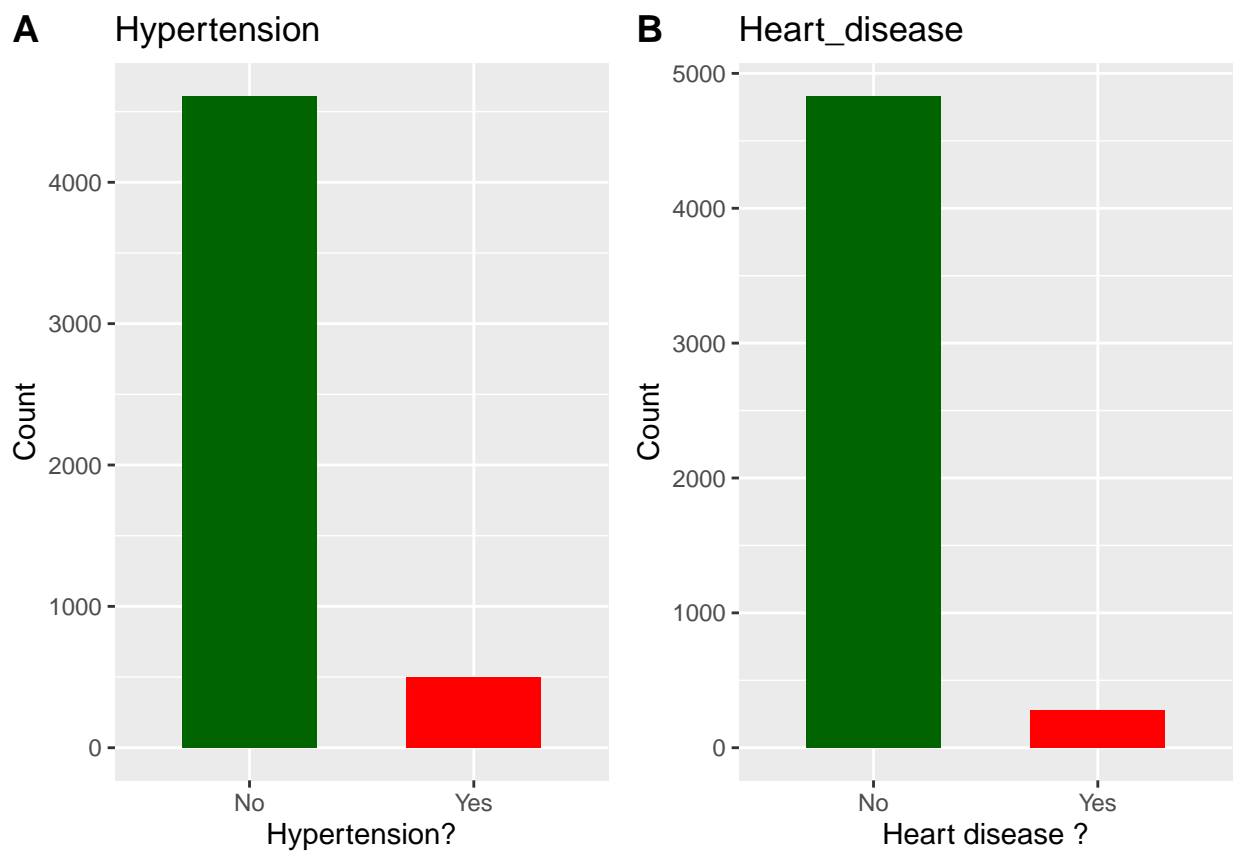 A Hypertension
Count
4000
3000
2000
1000
0
No Yes
Hypertension?
B Heart_disease
Count
5000
4000
3000
2000
1000
0
No Yes
Heart disease ?